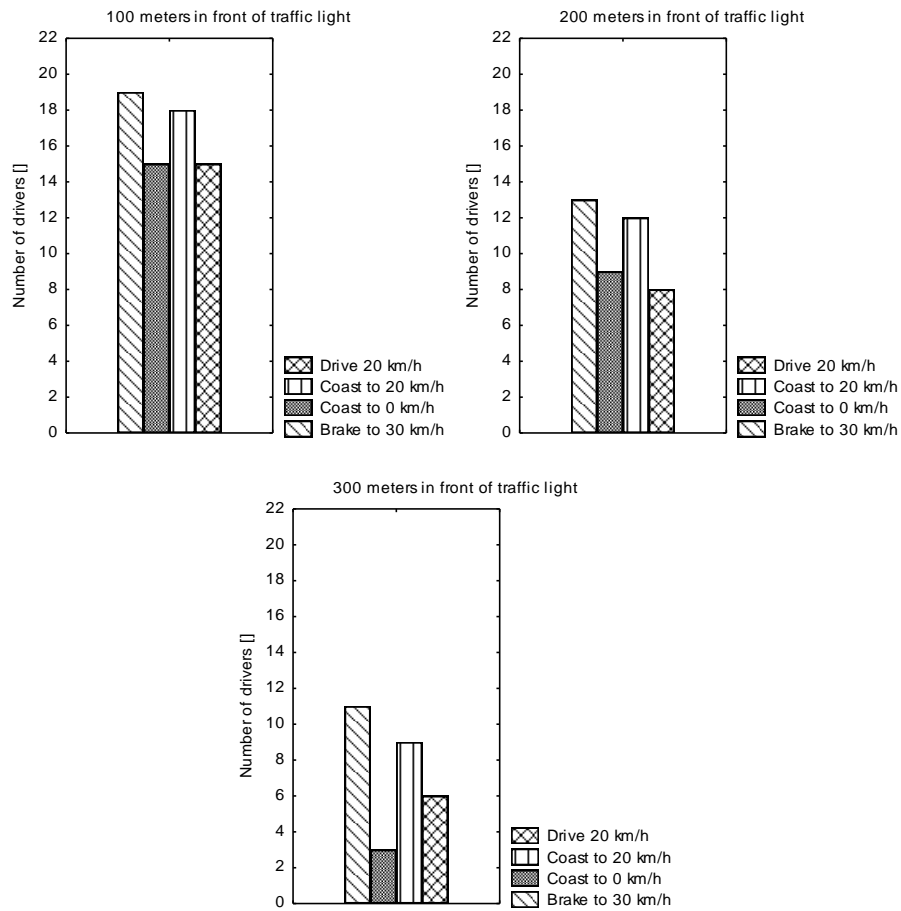 100 meters in front of traffic light
22
20
18
16
14
12
10
8
6
4
2
0
Number of drivers []
Drive 20 km/h
Coast to 20 km/h
Coast to 0 km/h
Brake to 30 km/h
200 meters in front of traffic light
22
20
18
16
14
12
10
8
6
4
2
0
Number of drivers []
Drive 20 km/h
Coast to 20 km/h
Coast to 0 km/h
Brake to 30 km/h
300 meters in front of traffic light
22
20
18
16
14
12
10
8
6
4
2
0
Number of drivers []
Drive 20 km/h
Coast to 20 km/h
Coast to 0 km/h
Brake to 30 km/h